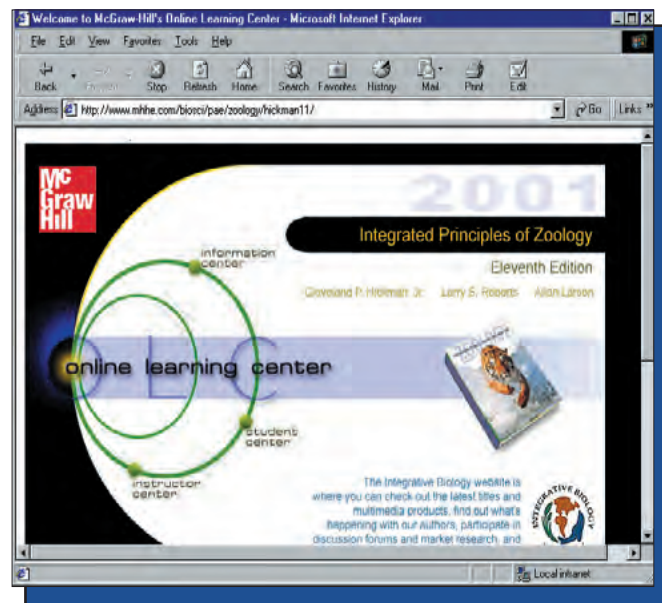 Welcome to McGraw-Hill's Online Learning Center - Microsoft Internet Explorer
File Edit View Favorites Tools Help
Back Stop Refresh Home Search Favorites History Mail Print Edit
Address http://www.mhhe.com/biosci/pae/zoology/hickman11/ Go Links »
Mc
Graw
Hill
2001
Integrated Principles of Zoology
Eleventh Edition
Cleveland P. Hickman Jr. Larry S. Roberts Allan Larson
information
center
OLC
online learning center
student
center
instructor
center
The Integrative Biology website is
where you can check out the latest titles and
multimedia products, find out what's
happening with our authors, participate in
discussion forums and market research, and
INTEGRATIVE BIOLOGY
Local intranet